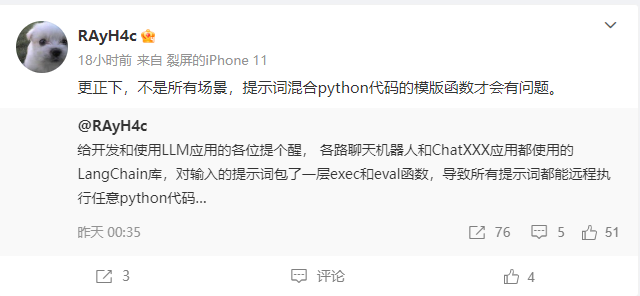 RAyH4c
18小时前 来自 裂屏的iPhone 11
更正下，不是所有场景，提示词混合python代码的模版函数才会有问题。
@RAyH4c
给开发和使用LLM应用的各位提个醒， 各路聊天机器人和ChatXXX应用都使用的
LangChain库，对输入的提示词包了一层exec和eval函数，导致所有提示词都能远程执
行任意python代码...
昨天 00:35 76 5 51
3 评论 4